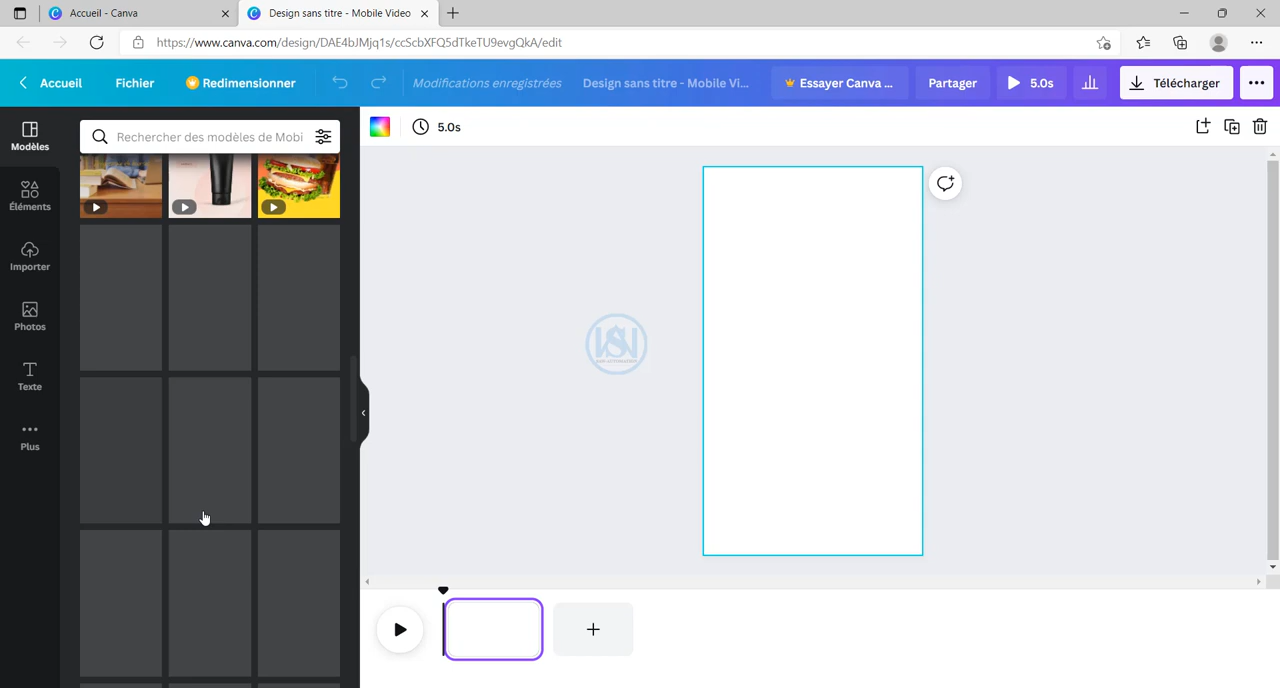 Accueil - Canva
Design sans titre - Mobile Video
https://www.canva.com/design/DAE4bJMjq1s/ccScbXFQ5dTkeTU9evgQkA/edit
Accueil
Fichier
Redimensionner
Modifications enregistrées
Design sans titre - Mobile Vi...
Essayer Canva ...
Partager
5.0s
Télécharger
Modèles
Rechercher des modèles de Mobi
5.0s
Éléments
Importer
Photos
Texte
Plus